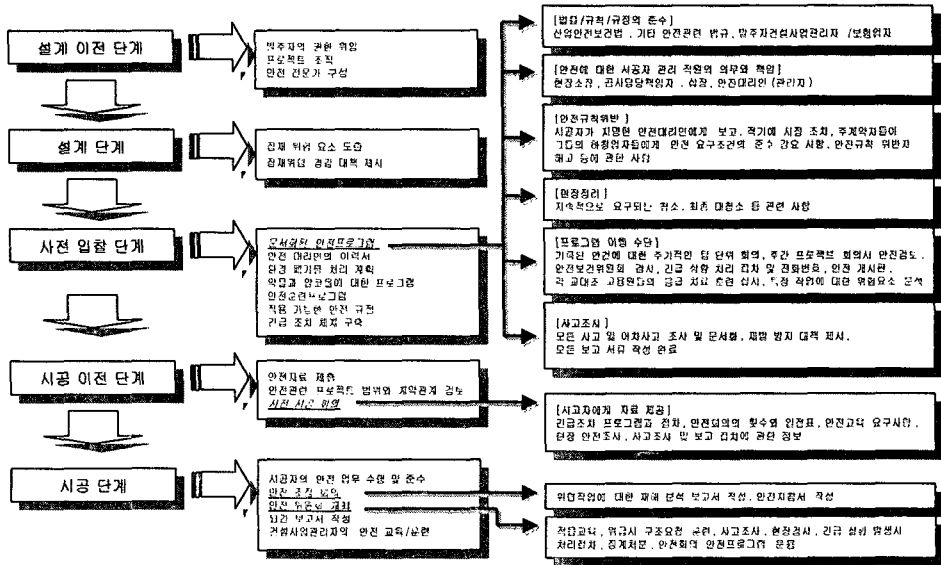 설계 이전 단계
발주자의 권한 위임
프로젝트 조직
안전 전문가 구성
설계 단계
잠재 위험 요소 도출
잠재위험 경감 대책 제시
사전 입찰 단계
문서화된 안전프로그램
안전 대리인의 이력서
환경 폐기물 처리 계획
약물과 알코올에 대한 프로그램
안전훈련프로그램
적용 가능한 안전 규정
긴급 조치 체계 구축
시공 이전 단계
안전자료 제출
안전관련 프로젝트 범위와 계약관계 검토
사전 시공 회의
시공 단계
시공자의 안전 업무 수행 및 준수
안전 조정 회의
안전 위원회 개최
월간 보고서 작성
건설사업관리자의 안전 교육/훈련
[법률/규칙/규정의 준수]
산업안전보건법, 기타 안전관련 법규, 발주자건설사업관리자 /보험업자
[안전에 대한 시공자 관리 직원의 의무와 책임]
현장소장, 공사담당책임자, 십장, 안전대리인 (관리자)
[안전규칙위반]
시공자가 지명한 안전대리인에게 보고, 적기에 시정 조치, 주계약자들이
그들의 하청업자들에게 안전 요구조건의 준수 강요 사항, 안전규칙 위반자
해고 등에 관한 사항
[현장정리]
지속적으로 요구되는 청소, 최종 대청소 등 관련 사항
[프로그램 이행 수단]
기록된 안건에 대한 주기적인 팀 단위 회의, 주간 프로젝트 회의시 안전검토,
안전보건위원회 검사, 긴급 상황 처리 절차 및 전화번호, 안전 게시판,
각 교대조 고용원들의 응급 치료 훈련 실시, 특정 작업에 대한 위험요소 분석
[사고조사]
모든 사고 및 아차사고 조사 및 문서화, 재발 방지 대책 제시,
모든 보고 서류 작성 완료
[사고자에게 자료 제공]
긴급조치 프로그램과 절차, 안전회의의 횟수와 일정표, 안전교육 요구사항,
현장 안전조사, 사고조사 및 보고 절차에 관한 정보
위험작업에 대한 재해 분석 보고서 작성, 안전지침서 작성
적응교육, 위급시 구조요청 훈련, 사고조사, 현장검사, 긴급 상황 발생시
처리절차, 징계처분, 안전회의 안전프로그램 운용